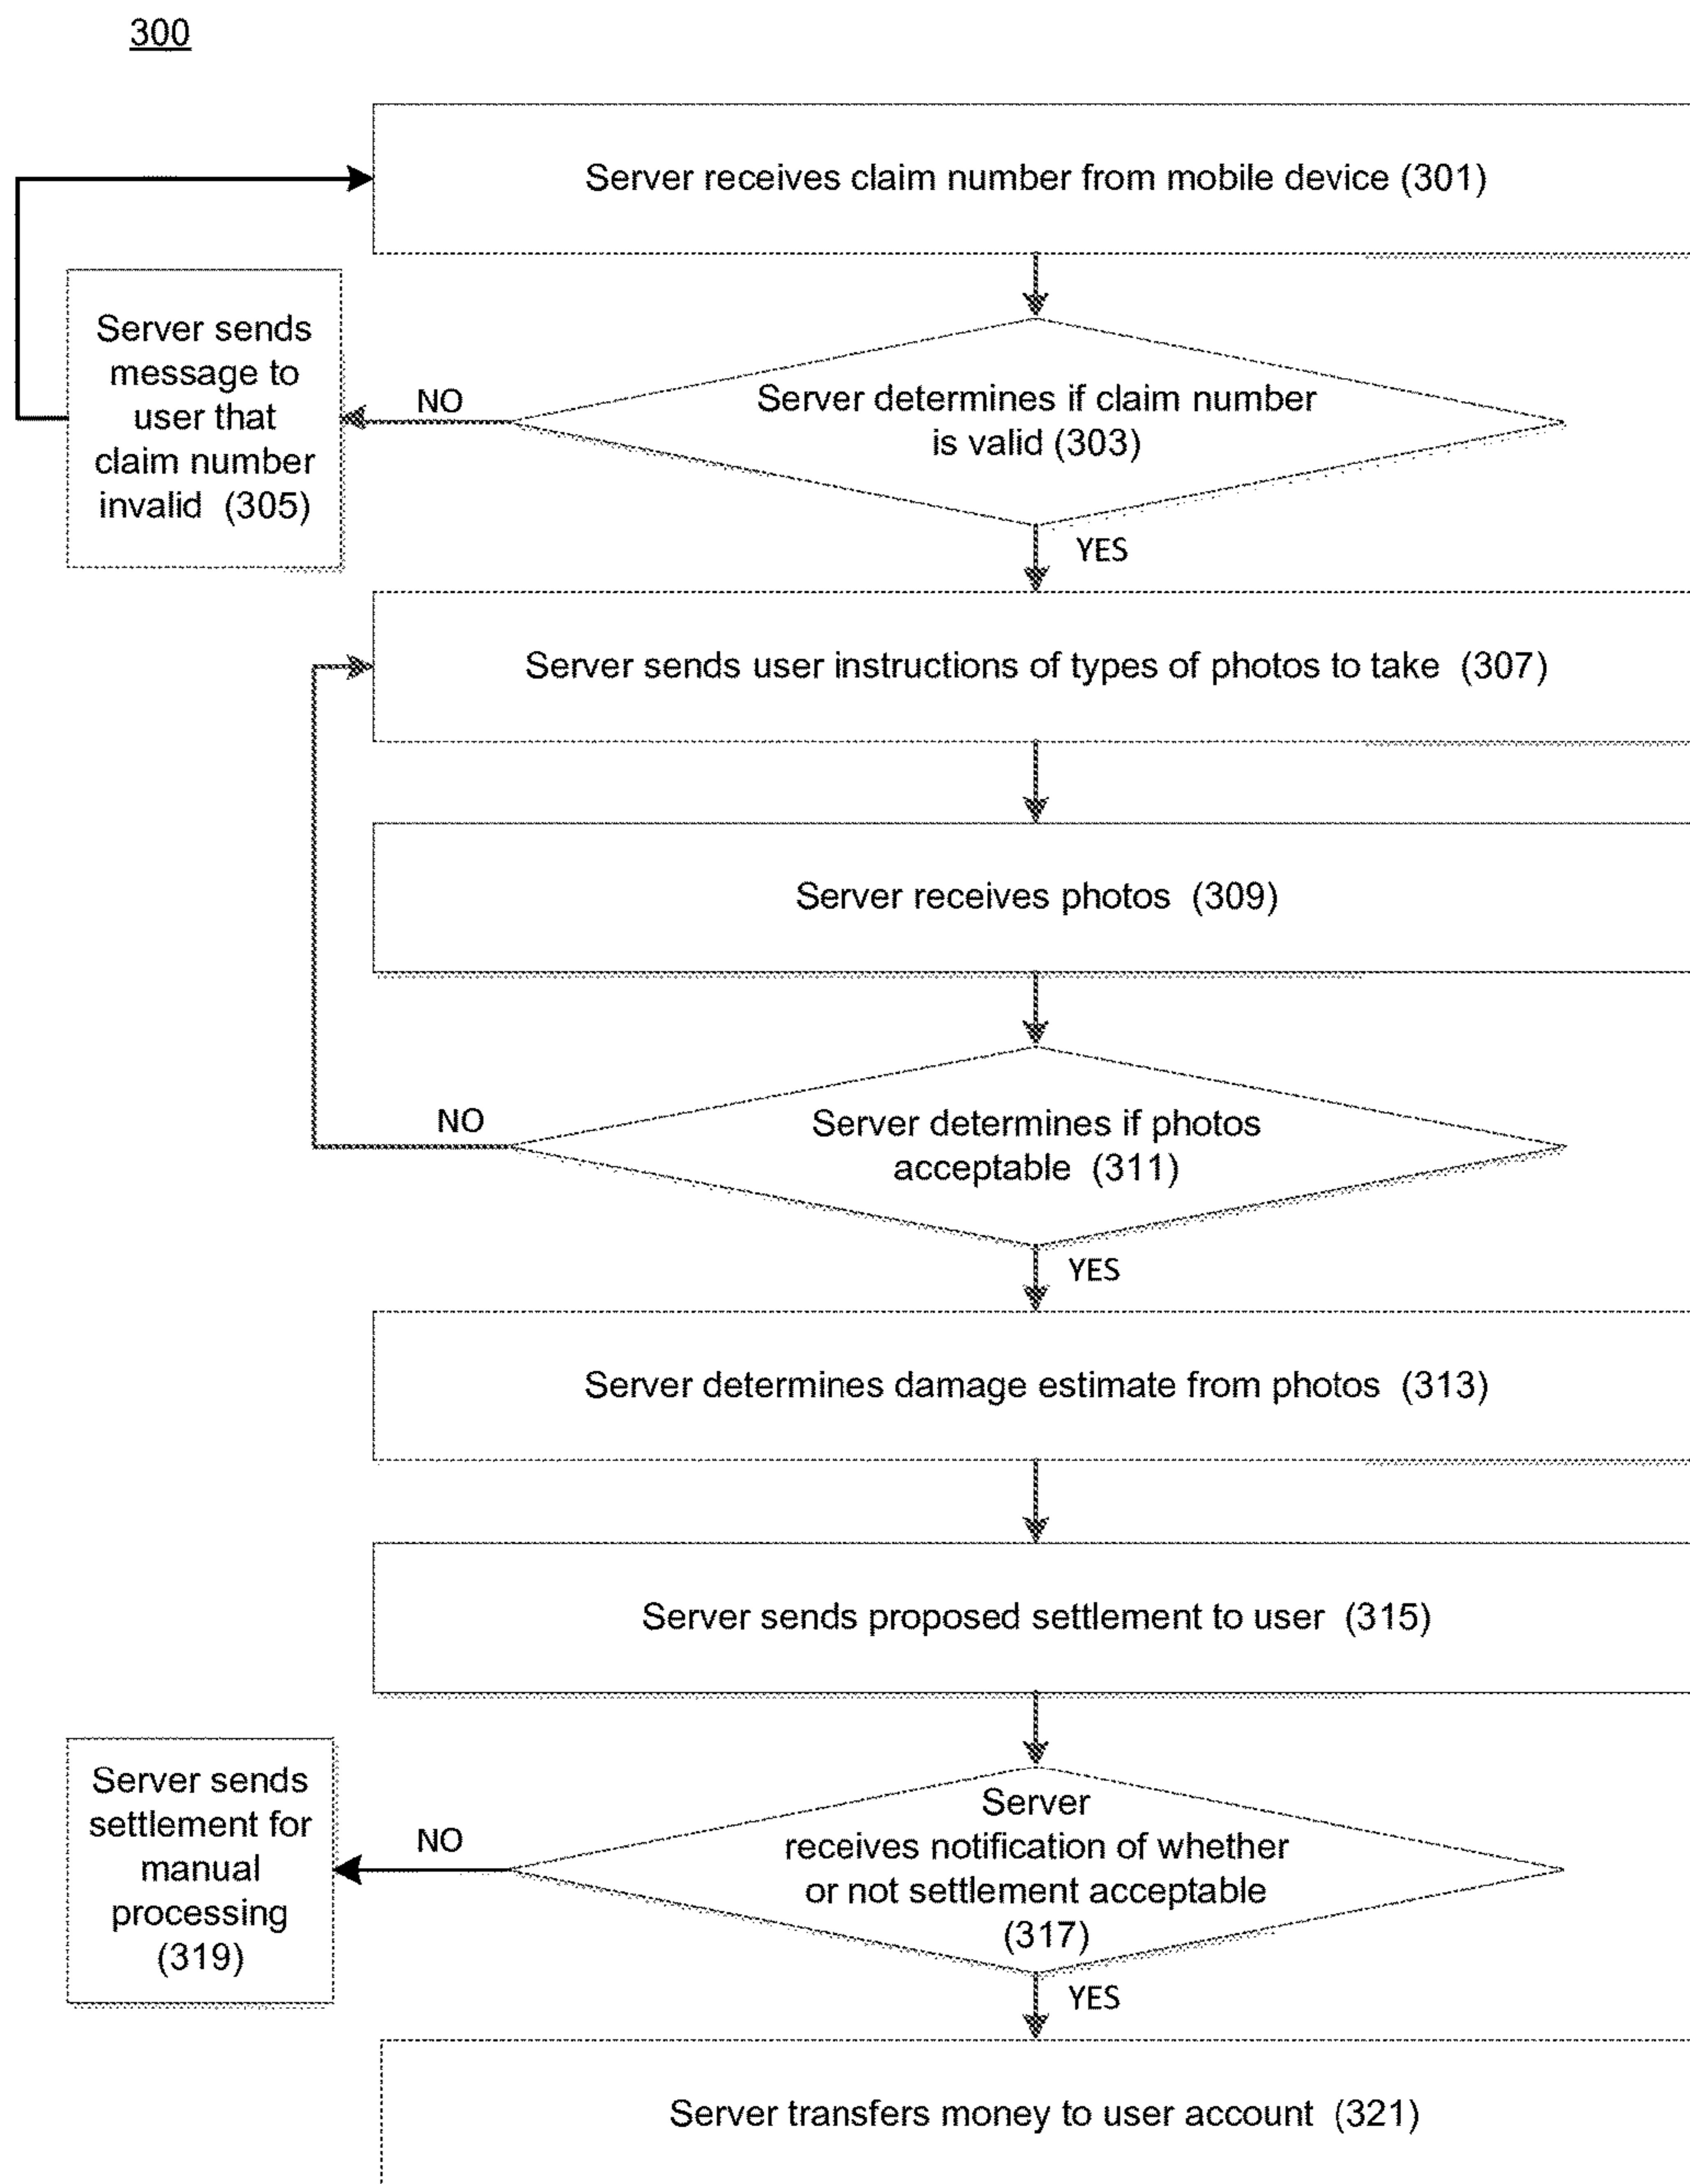 300
Server receives claim number from mobile device (301)
Server sends
message to
user that
claim number
invalid (305)
NO
Server determines if claim number
is valid (303)
YES
Server sends user instructions of types of photos to take (307)
Server receives photos (309)
NO
Server determines if photos
acceptable (311)
YES
Server determines damage estimate from photos (313)
Server sends proposed settlement to user (315)
Server sends
settlement for
manual
processing
(319)
NO
Server
receives notification of whether
or not settlement acceptable
(317)
YES
Server transfers money to user account (321)